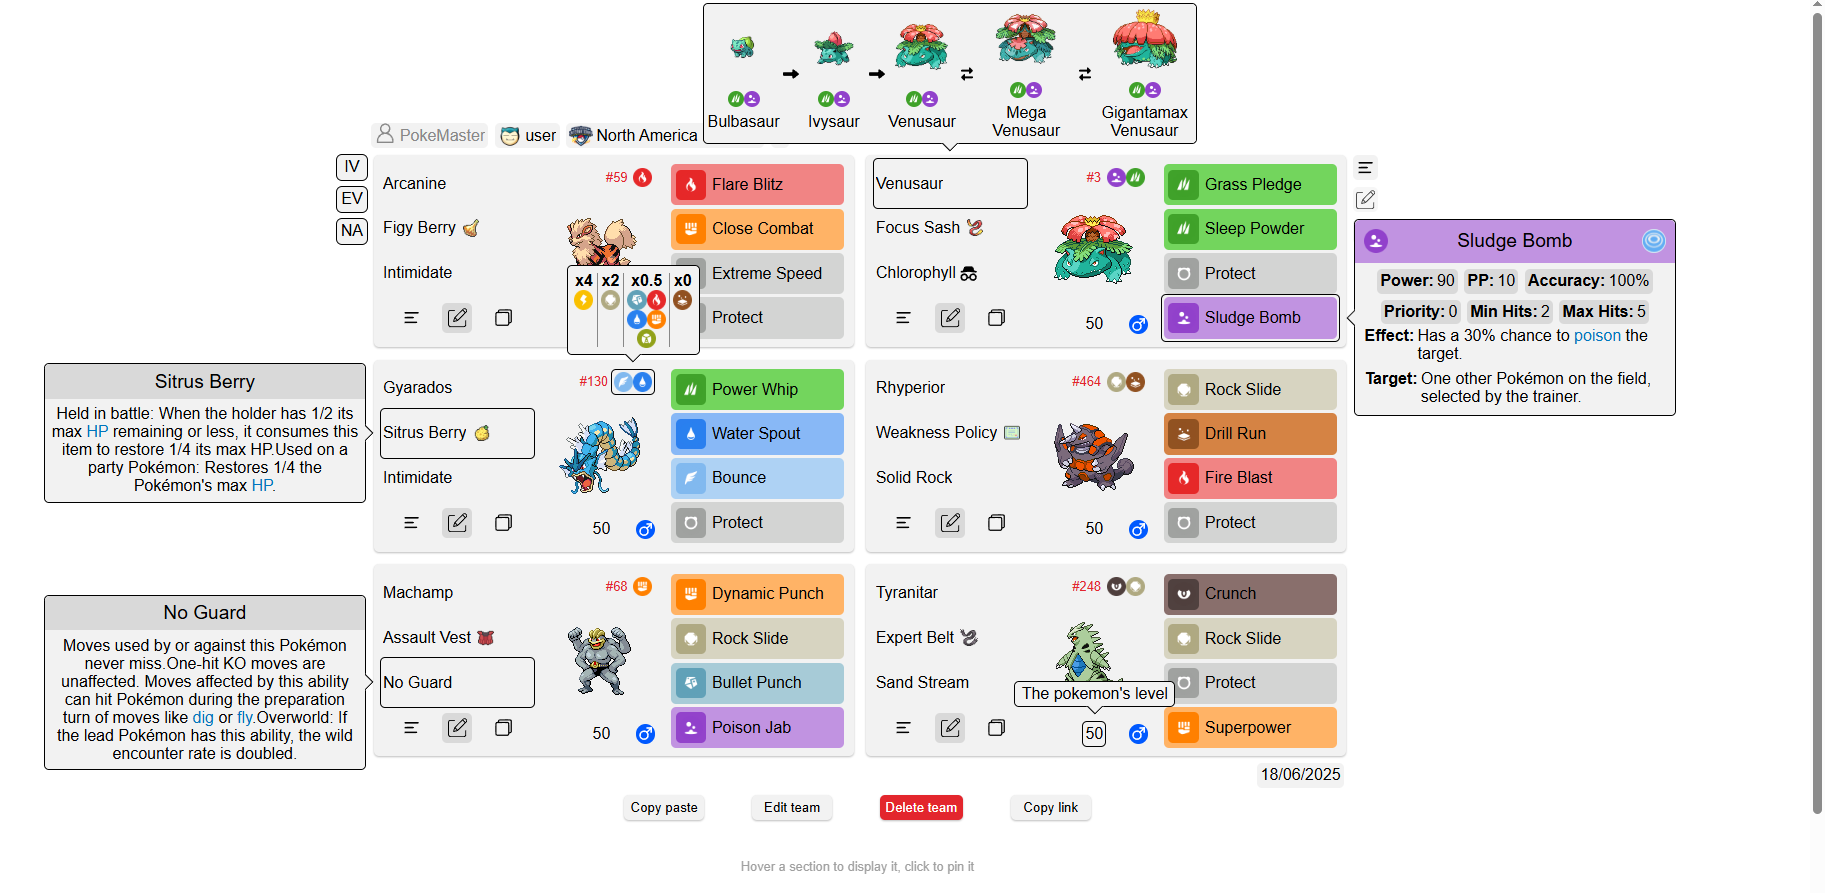 Bulbasaur
Ivysaur
Venusaur
Mega
Venusaur
Gigantamax
Venusaur
PokeMaster
user
North America
IV
EV
NA
Arcanine
#59
Figy Berry
Intimidate
Flare Blitz
Close Combat
Extreme Speed
Protect
x4 x2 x0.5 x0
Venusaur
#3
Focus Sash
Chlorophyll
50
Grass Pledge
Sleep Powder
Protect
Sludge Bomb
Sludge Bomb
Power: 90 PP: 10 Accuracy: 100%
Priority: 0 Min Hits: 2 Max Hits: 5
Effect: Has a 30% chance to poison the
target.
Target: One other Pokémon on the field,
selected by the trainer.
Sitrus Berry
Held in battle: When the holder has 1/2 its
max HP remaining or less, it consumes this
item to restore 1/4 its max HP.Used on a
party Pokémon: Restores 1/4 the
Pokémon's max HP.
Gyarados
#130
Sitrus Berry
Intimidate
50
Power Whip
Water Spout
Bounce
Protect
Rhyperior
#464
Weakness Policy
Solid Rock
50
Rock Slide
Drill Run
Fire Blast
Protect
No Guard
Moves used by or against this Pokémon
never miss.One-hit KO moves are
unaffected. Moves affected by this ability
can hit Pokémon during the preparation
turn of moves like dig or fly.Overworld: If
the lead Pokémon has this ability, the wild
encounter rate is doubled.
Machamp
#68
Assault Vest
No Guard
50
Dynamic Punch
Rock Slide
Bullet Punch
Poison Jab
Tyranitar
#248
Expert Belt
Sand Stream
The pokemon's level
50
Crunch
Rock Slide
Protect
Superpower
18/06/2025
Copy paste
Edit team
Delete team
Copy link
Hover a section to display it, click to pin it